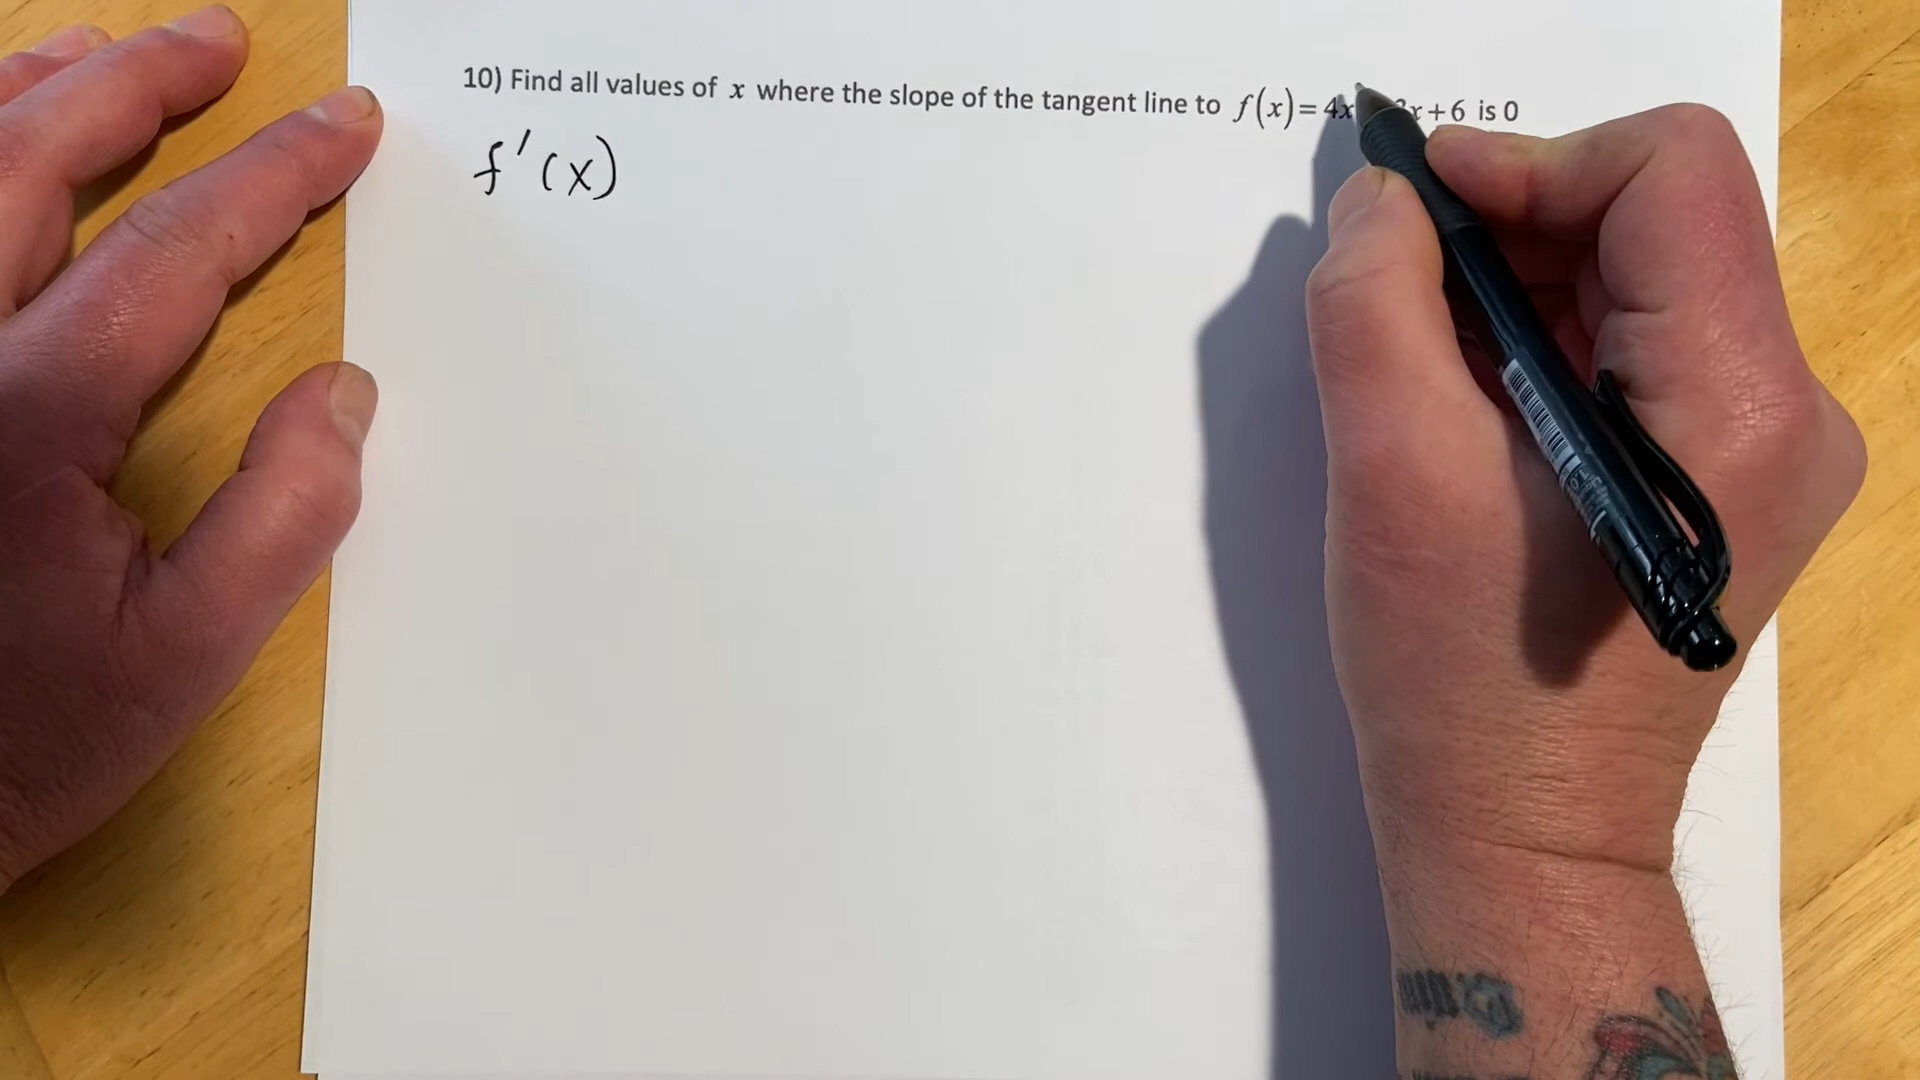 10) Find all values of x where the slope of the tangent line to f(x)= 4x x+6 is 0
f'(x)